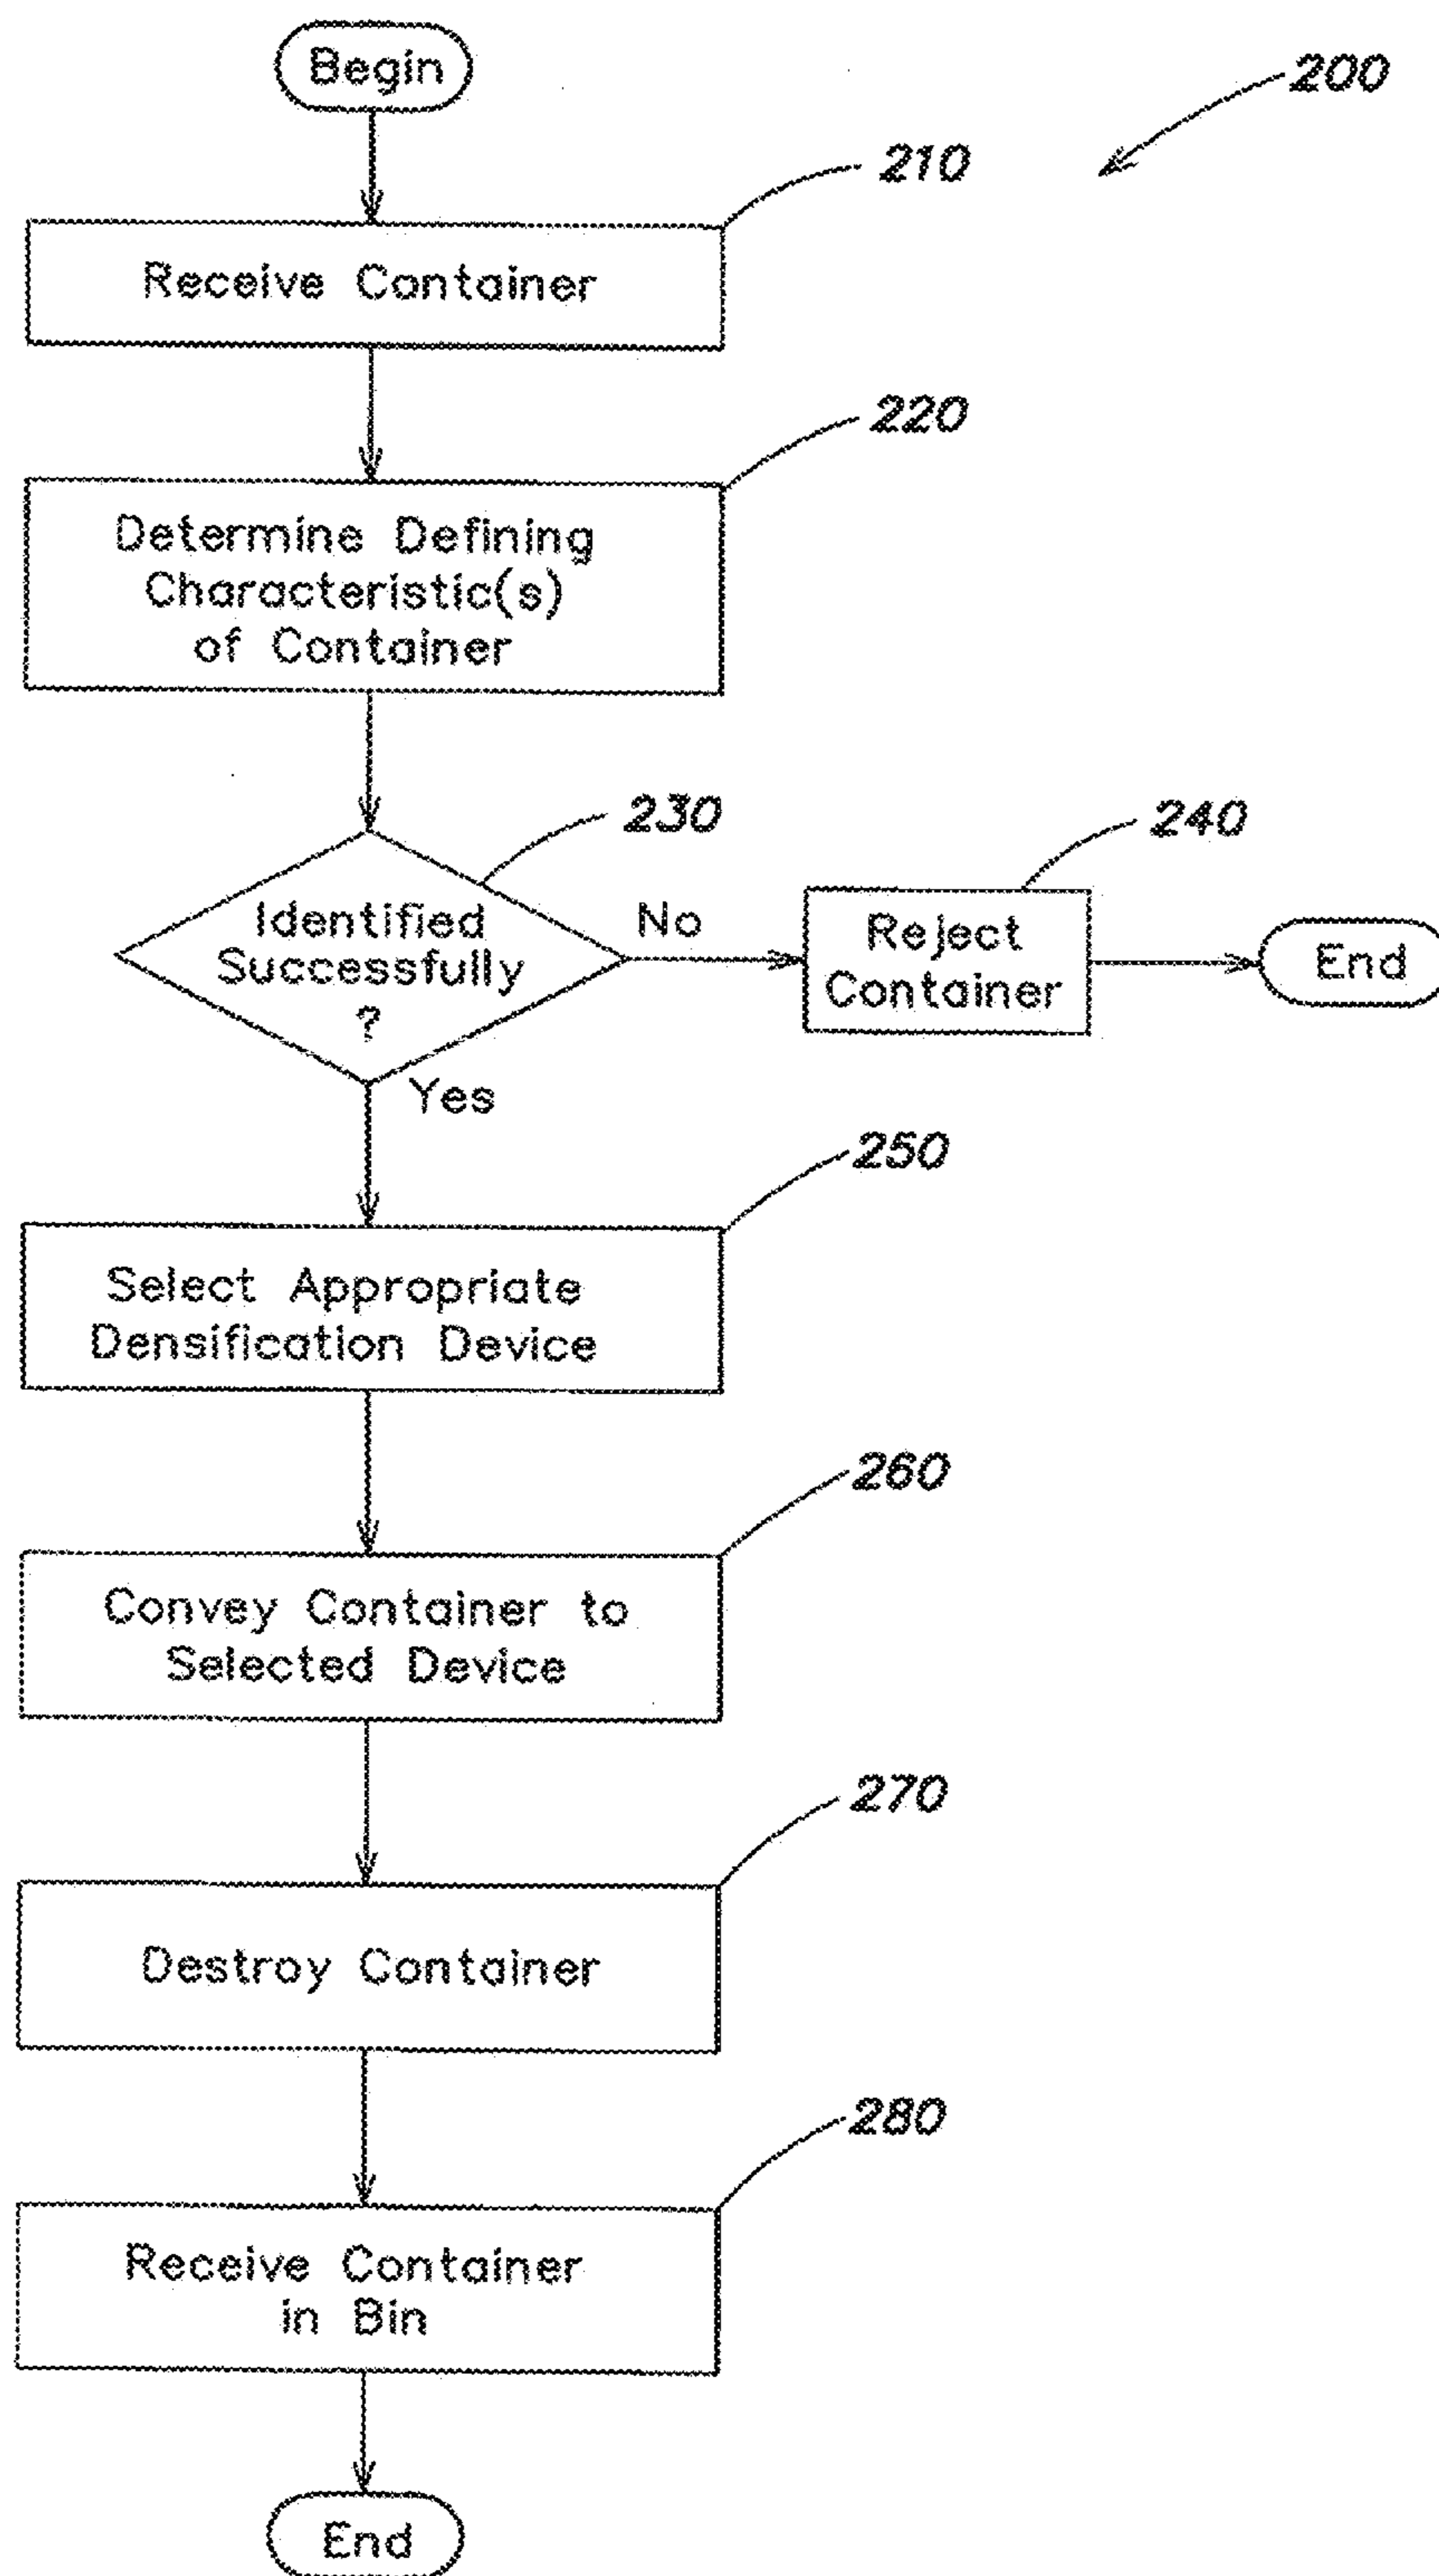 Begin
200
210
Receive Container
220
Determine Defining
Characteristic(s)
of Container
230
240
Identified
Successfully
?
No
Reject
Container
End
Yes
250
Select Appropriate
Densification Device
260
Convey Container to
Selected Device
270
Destroy Container
280
Receive Container
in Bin
End